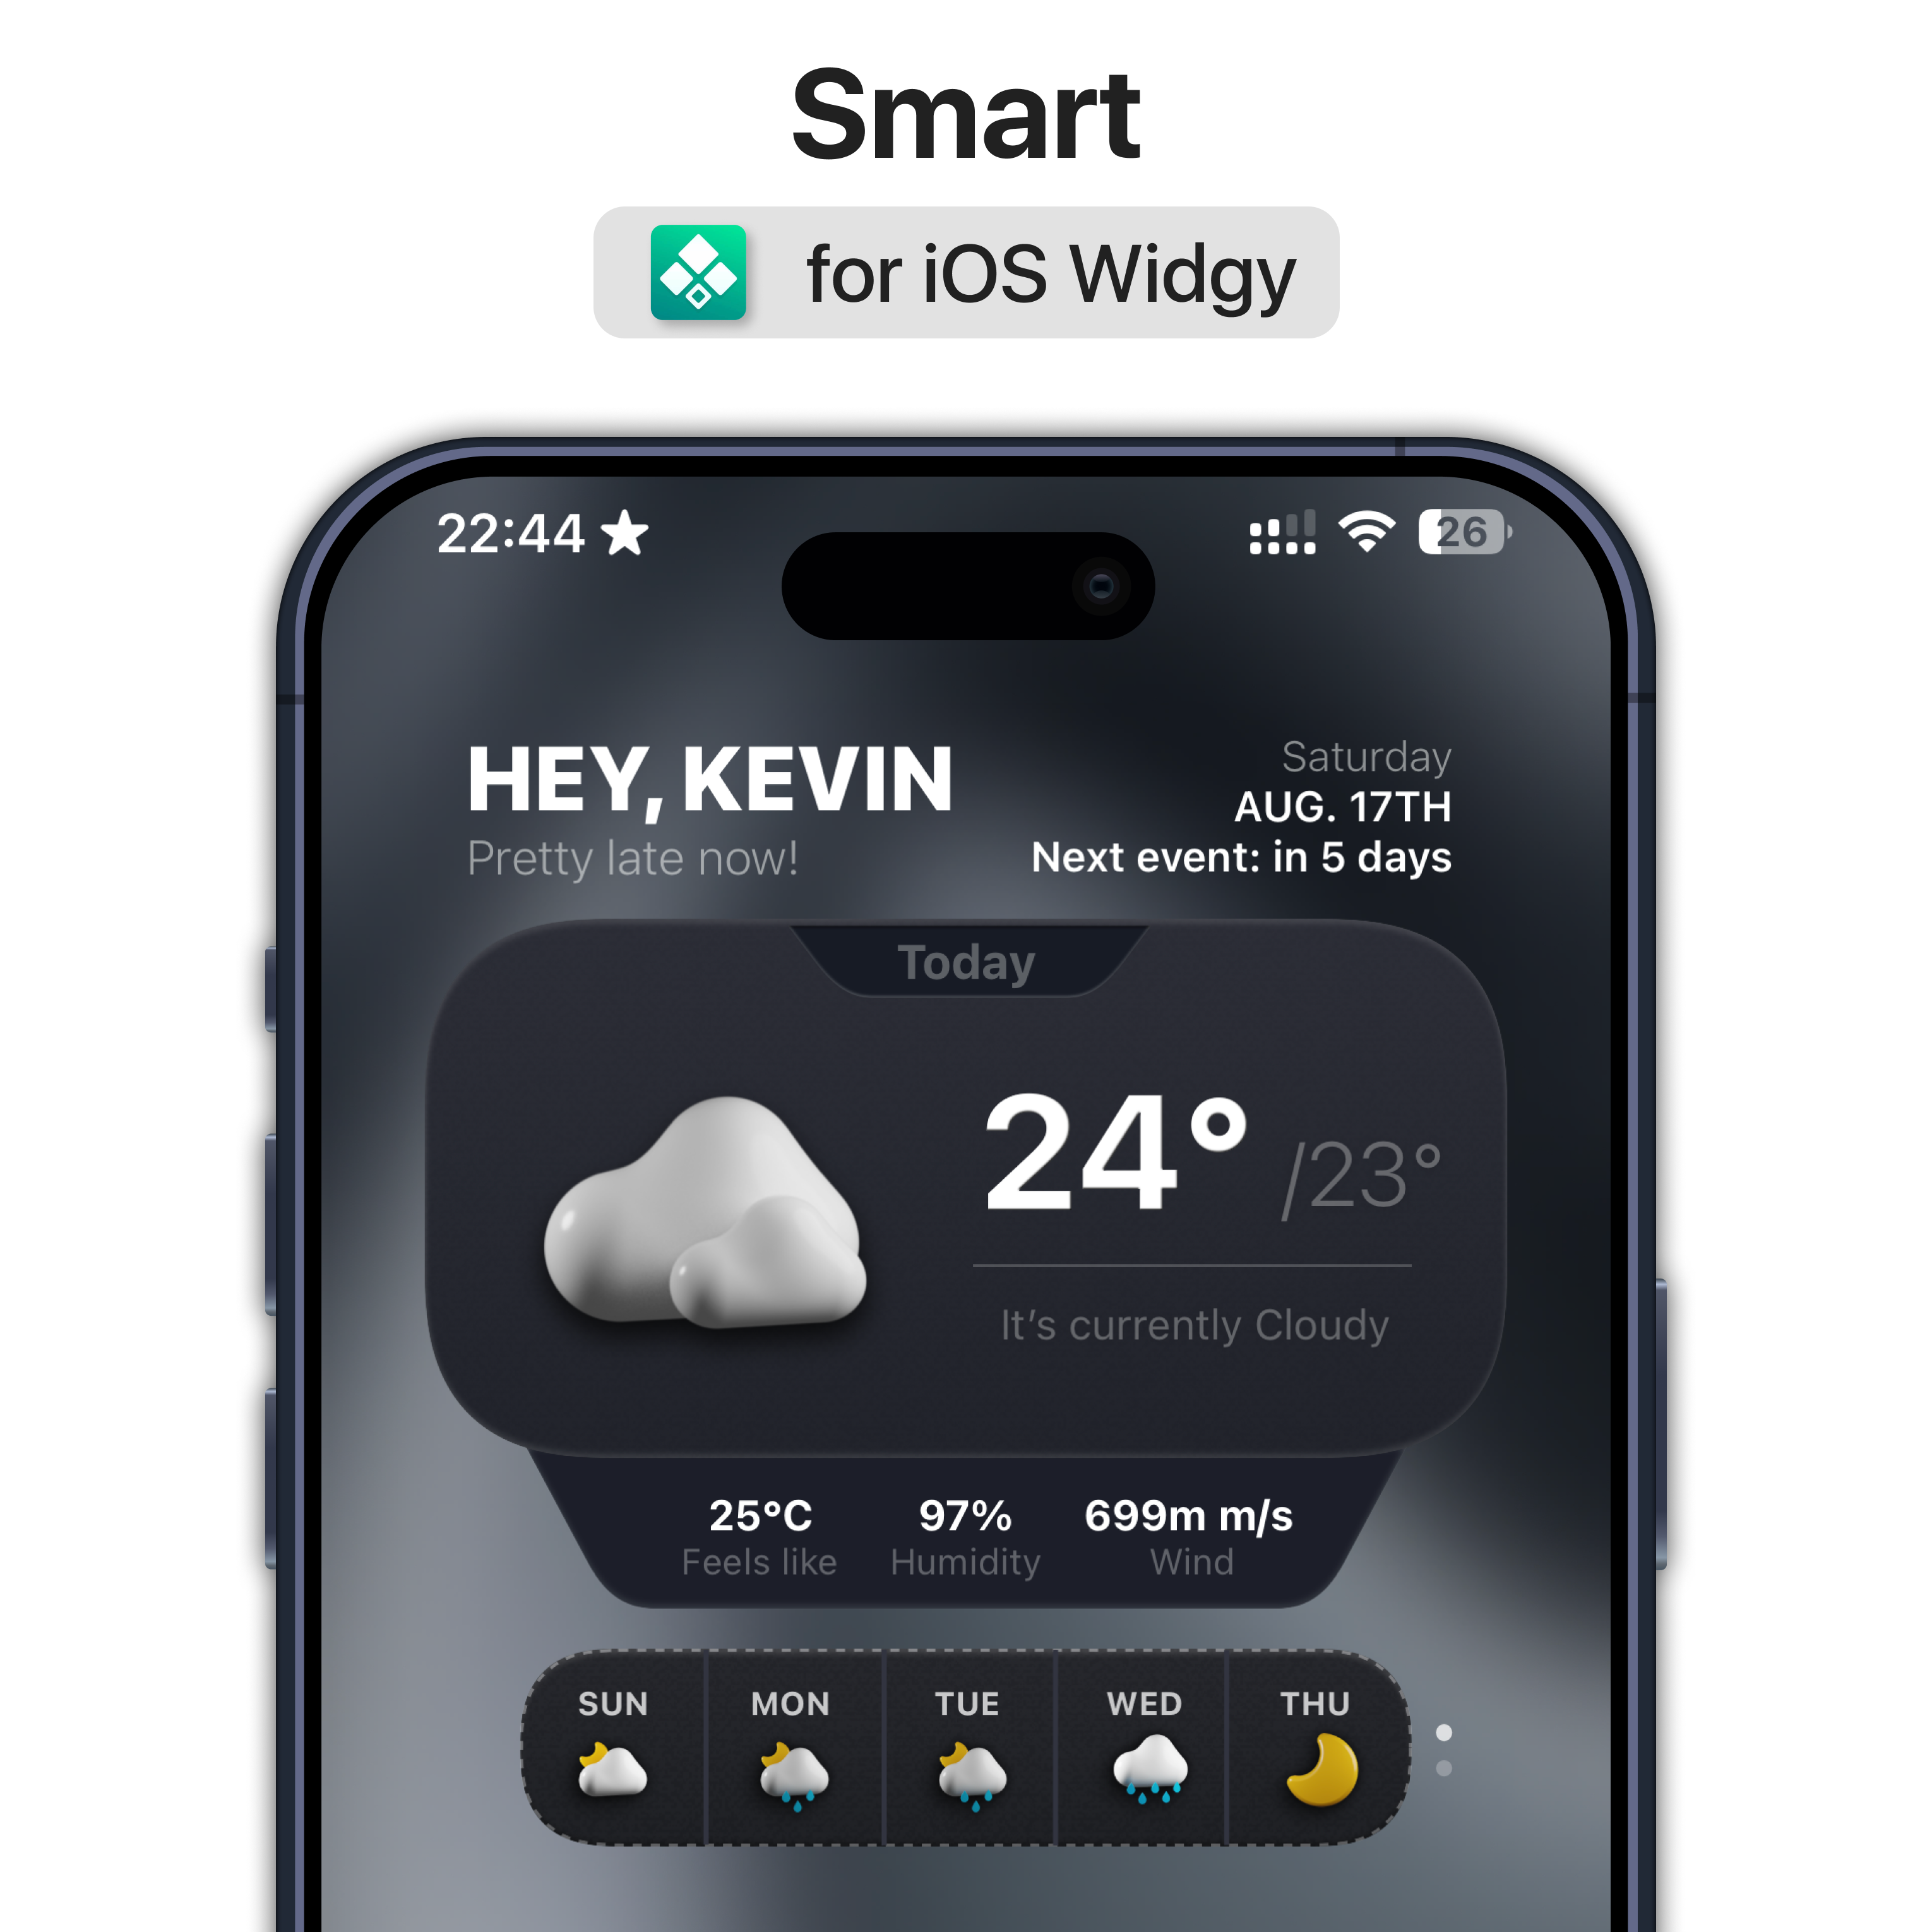 Smart
for iOS Widgy
22:44
26
HEY, KEVIN
Pretty late now!
Saturday
AUG. 17TH
Next event: in 5 days
Today
24° /23°
It's currently Cloudy
25°C 97% 699m m/s
Feels like Humidity Wind
SUN MON TUE WED THU